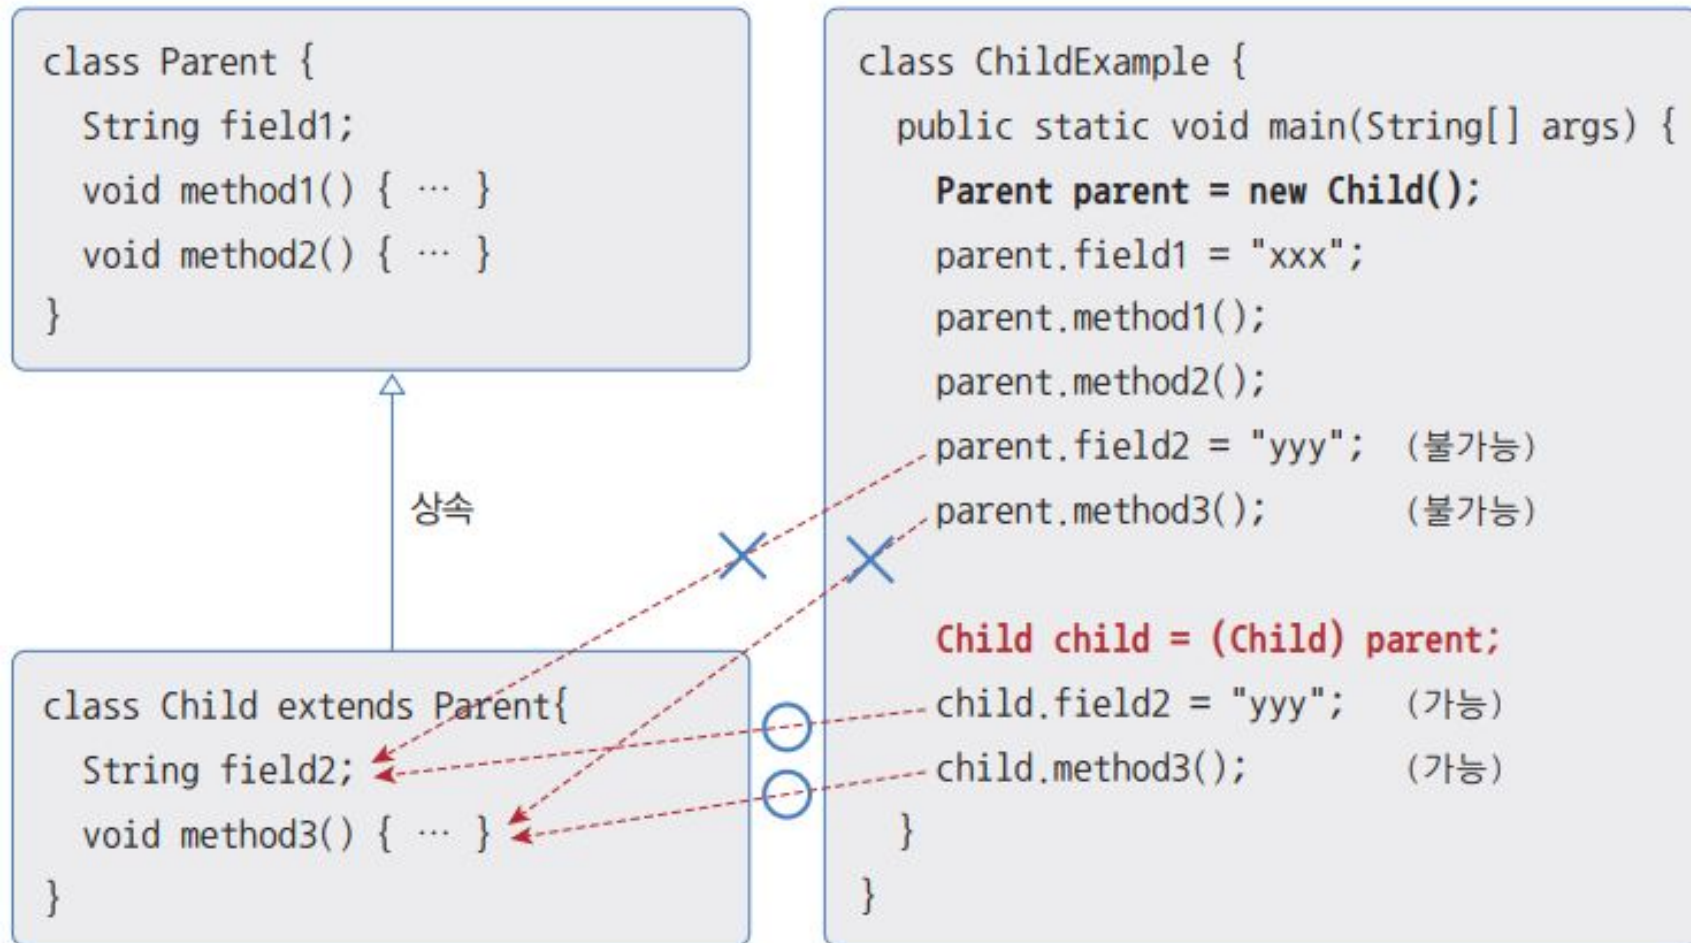 class Parent {
String field1;
void method1() { … }
void method2() { … }
}
상속
class Child extends Parent{
String field2;
void method3() { … }
}
class ChildExample {
public static void main(String[] args) {
Parent parent = new Child();
parent.field1 = "xxx";
parent.method1();
parent.method2();
parent.field2 = "yyy"; (불가능)
parent.method3(); (불가능)
Child child = (Child) parent;
child.field2 = "yyy"; (가능)
child.method3(); (가능)
}
}